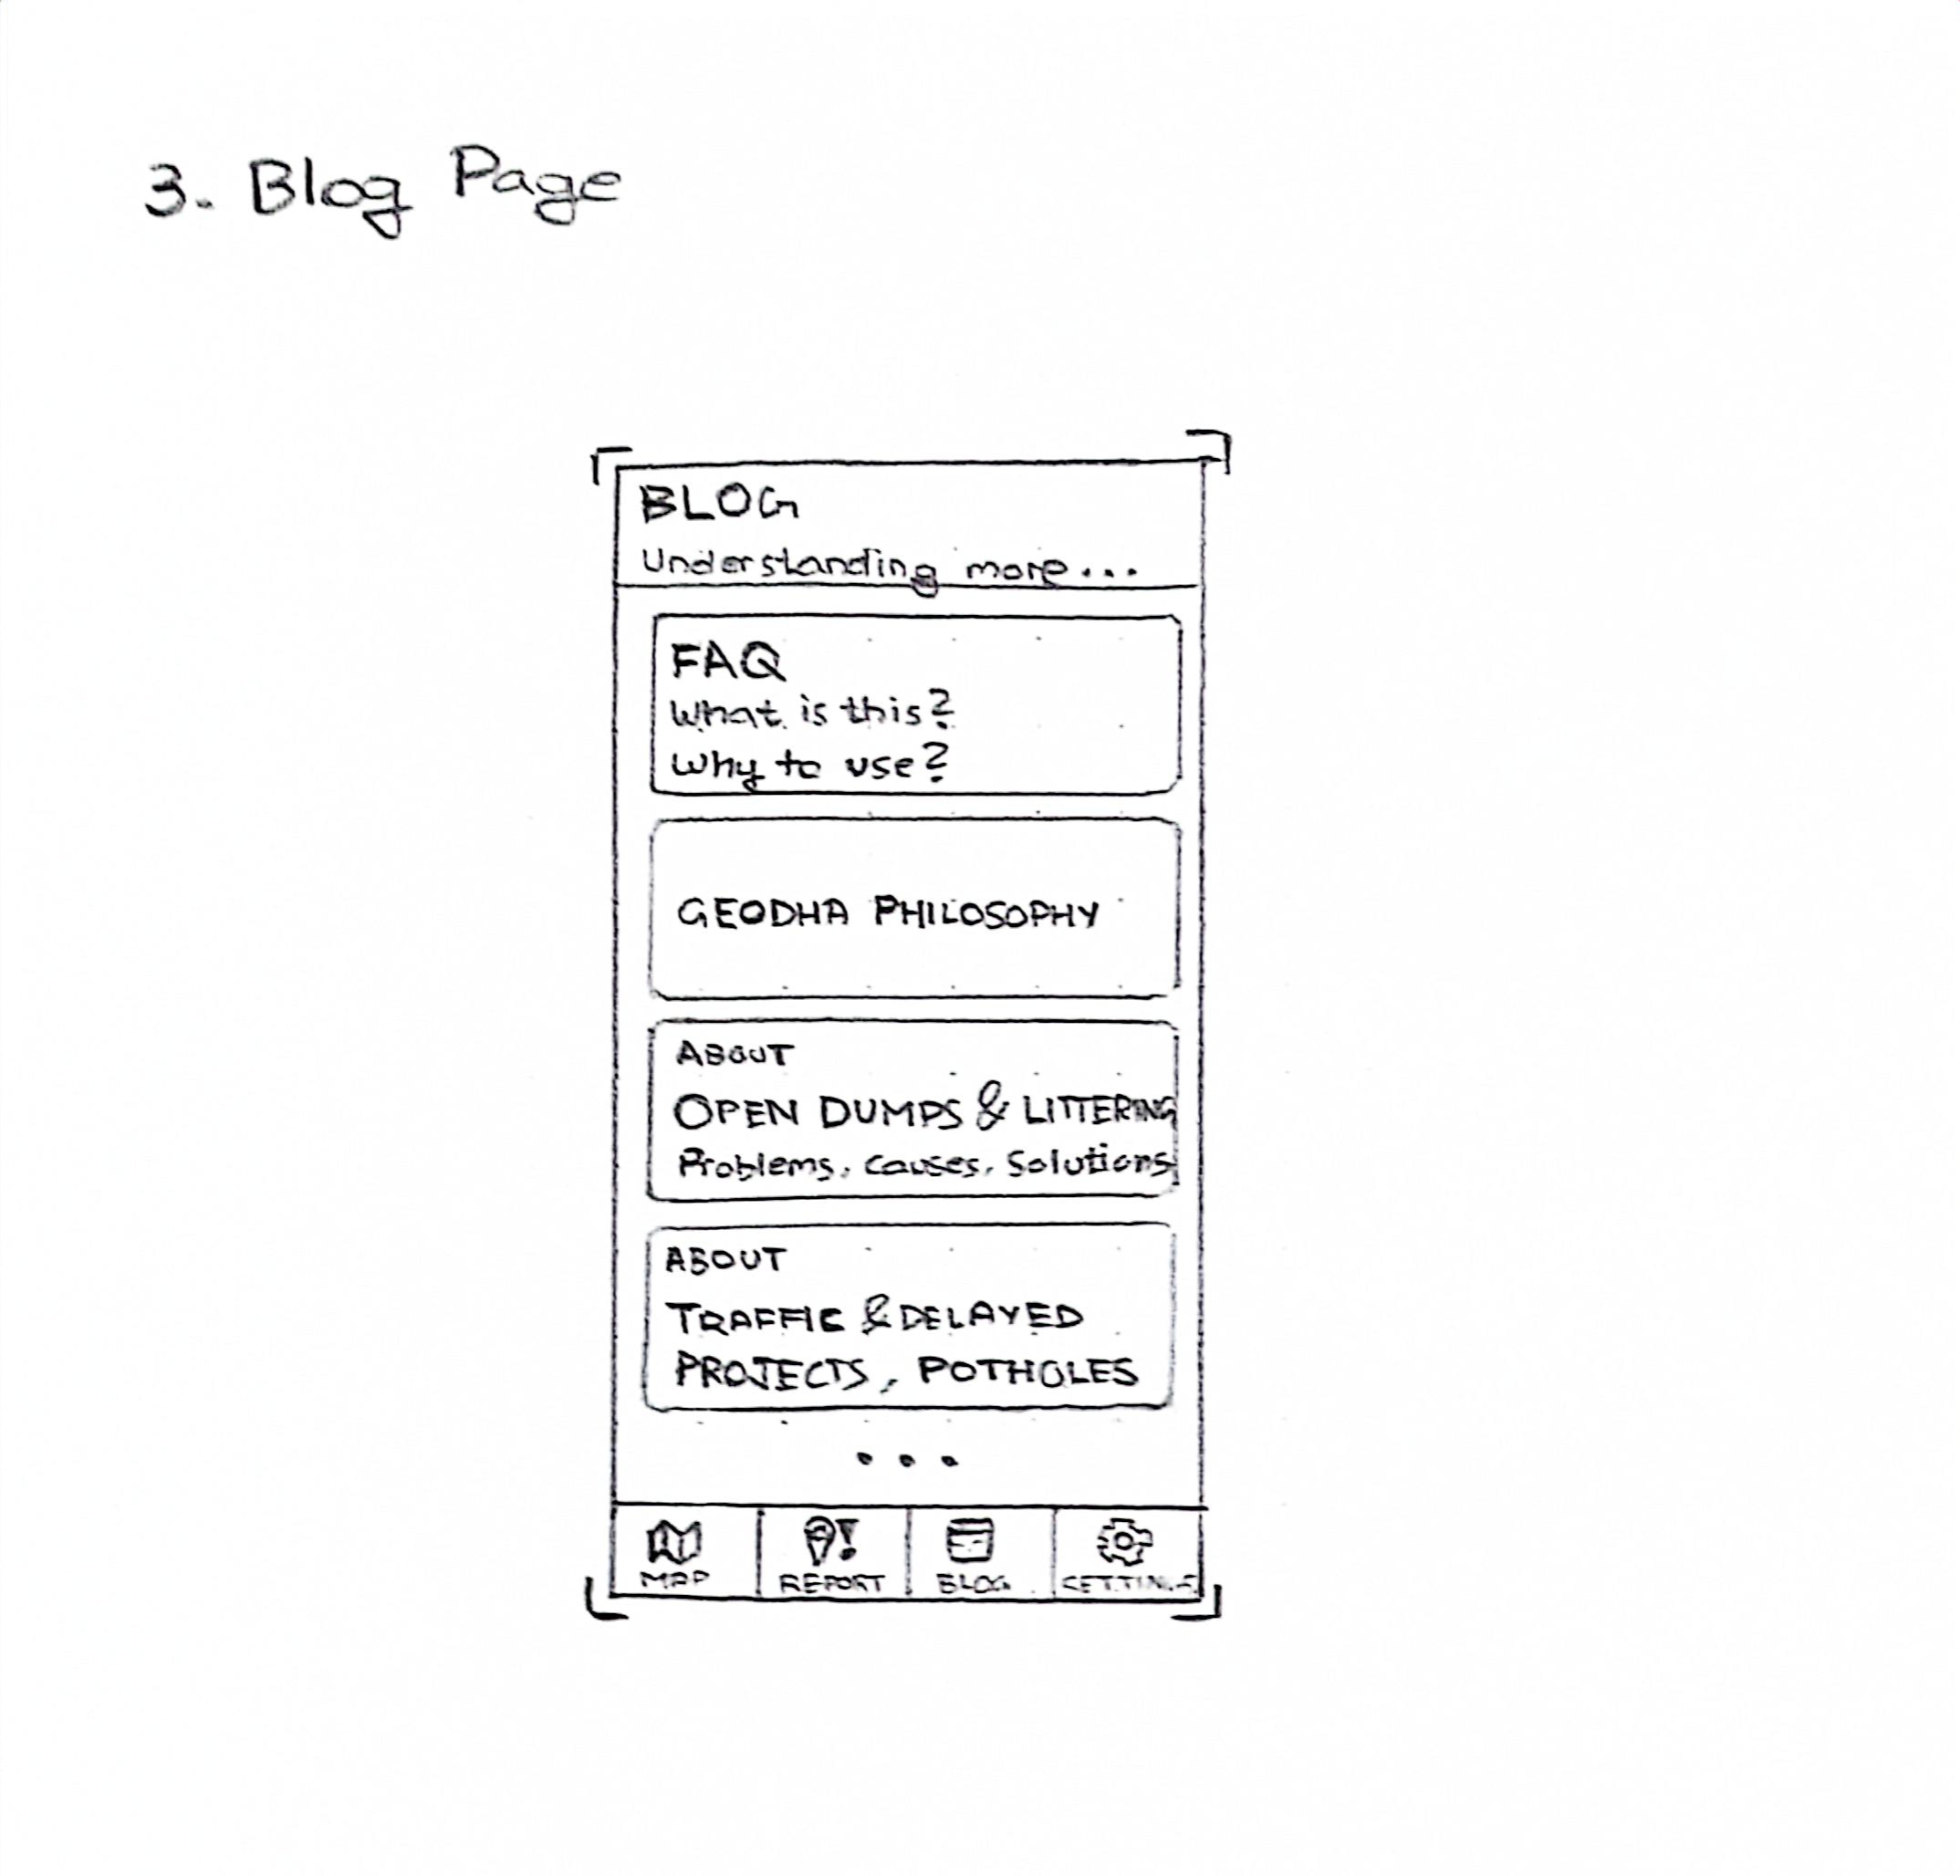 3. Blog Page
BLOG
Understanding more...
FAQ
What is this?
Why to use?
GEODHA PHILOSOPHY
ABOUT
OPEN DUMPS & LITTERING
Problems, Causes, Solutions
ABOUT
TRAFFIC & DELAYED
PROJECTS, POTHOLES
...
MAP REPORT BLOG SETTINGS